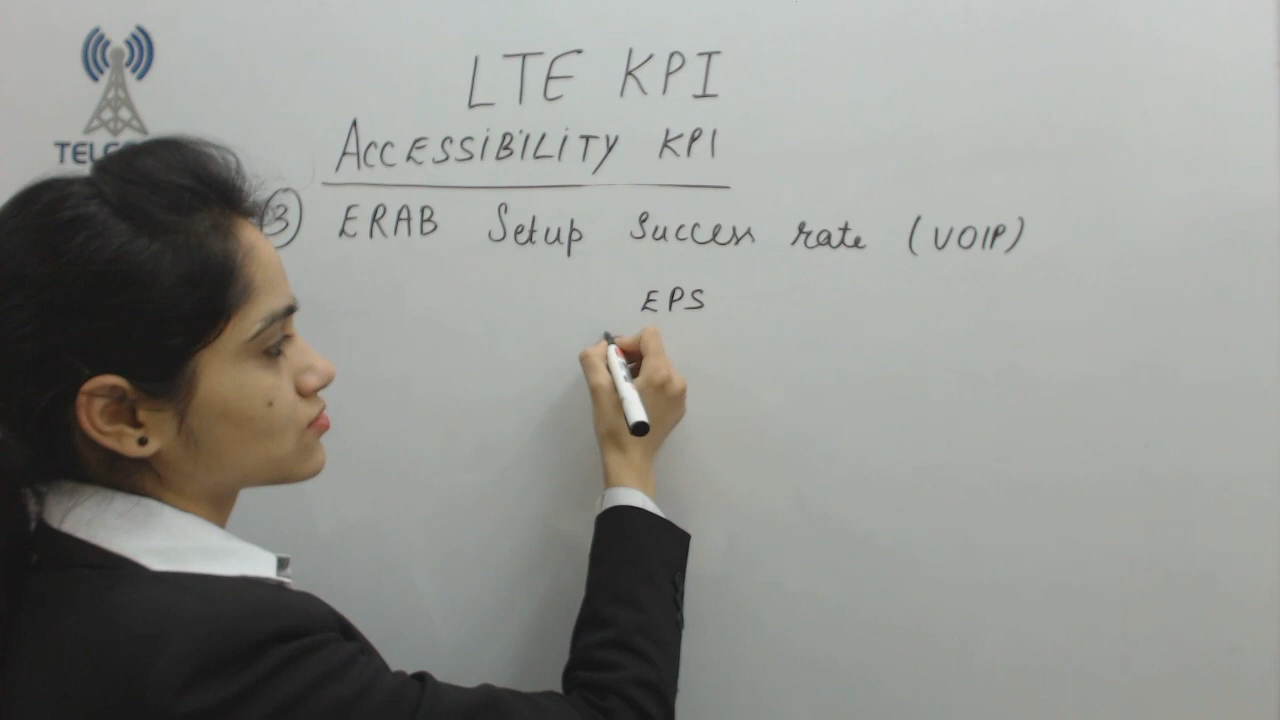 LTE KPI
ACCESSIBILITY KPI
3 ERAB Setup Success rate (VOIP)
EPS